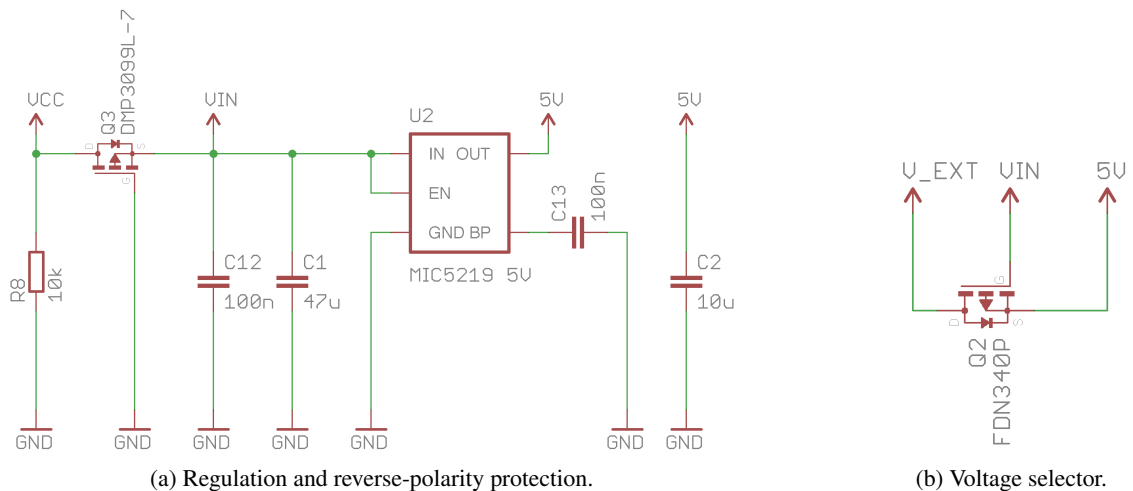 VCC
Q3
DMP3099L-7
D
S
G
VIN
U2
5V
5V
IN OUT
EN
GND BP
MIC5219 5V
C13
100n
R8
10k
C12
100n
C1
47u
C2
10u
GND
GND
GND
GND
GND
GND
GND
(a) Regulation and reverse-polarity protection.
V_EXT
VIN
5V
G
D
S
Q2
FDN340P
(b) Voltage selector.